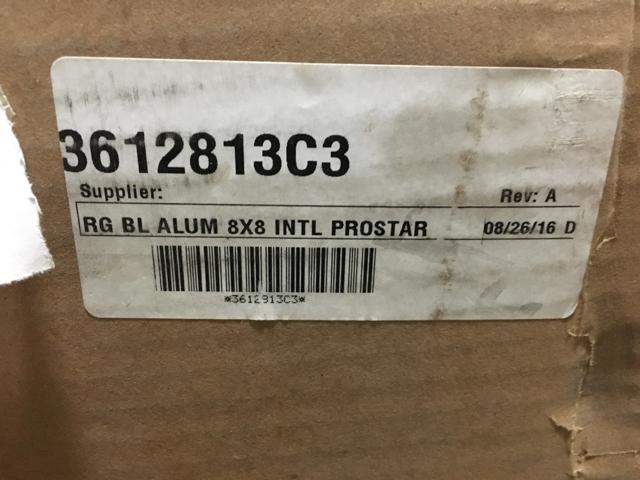 3612813C3
Supplier: Rev: A
RG BL ALUM 8X8 INTL PROSTAR 08/26/16 D
*3612813C3*